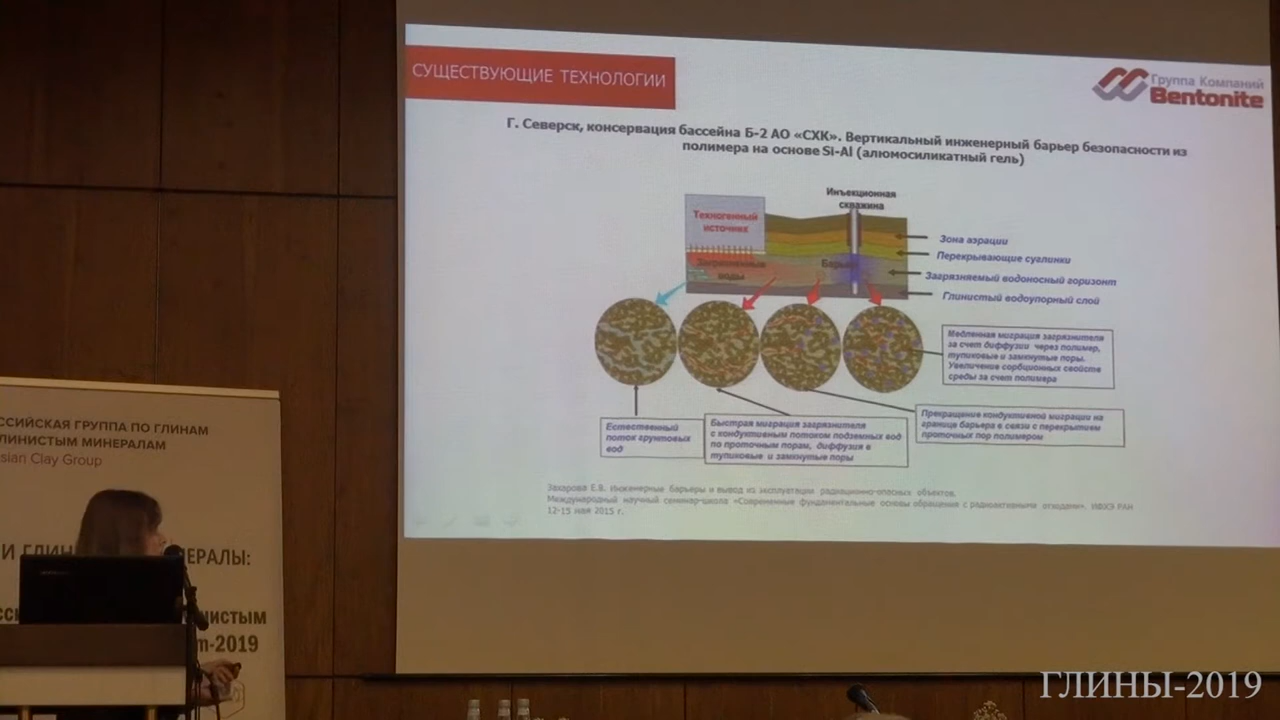 СУЩЕСТВУЮЩИЕ ТЕХНОЛОГИИ
Группа Компаний
Bentonite
Г. Северск, консервация бассейна Б-2 АО «СХК». Вертикальный инженерный барьер безопасности из
полимера на основе Si-Al (алюмосиликатный гель)
Инъекционная
скважина
Техногенный
источник
Загрязненные
воды
Барьер
Зона аэрации
Перекрывающие суглинки
Загрязняемый водоносный горизонт
Глинистый водоупорный слой
Медленная миграция загрязнителя
за счет диффузии через полимер,
тупиковые и замкнутые поры.
Увеличение сорбционных свойств
среды за счет полимера
Прекращение кондуктивной миграции на
границе барьера в связи с перекрытием
проточных пор полимером
Естественный
поток грунтовых
вод
Быстрая миграция загрязнителя
с кондуктивным потоком подземных вод
по проточным порам, диффузия в
тупиковые и замкнутые поры
Захарова Е.В. Инженерные барьеры и вывод из эксплуатации радиационно-опасных объектов.
Международный научный семинар-школа «Современные фундаментальные основы обращения с радиоактивными отходами». ИФХЭ РАН
12-15 мая 2015 г.
ССИЙСКАЯ ГРУППА ПО ГЛИНАМ
ЛИНИСТЫМ МИНЕРАЛАМ
sian Clay Group
И ГЛИН ЕРАЛЫ:
нистым
m-2019
ГЛИНЫ-2019